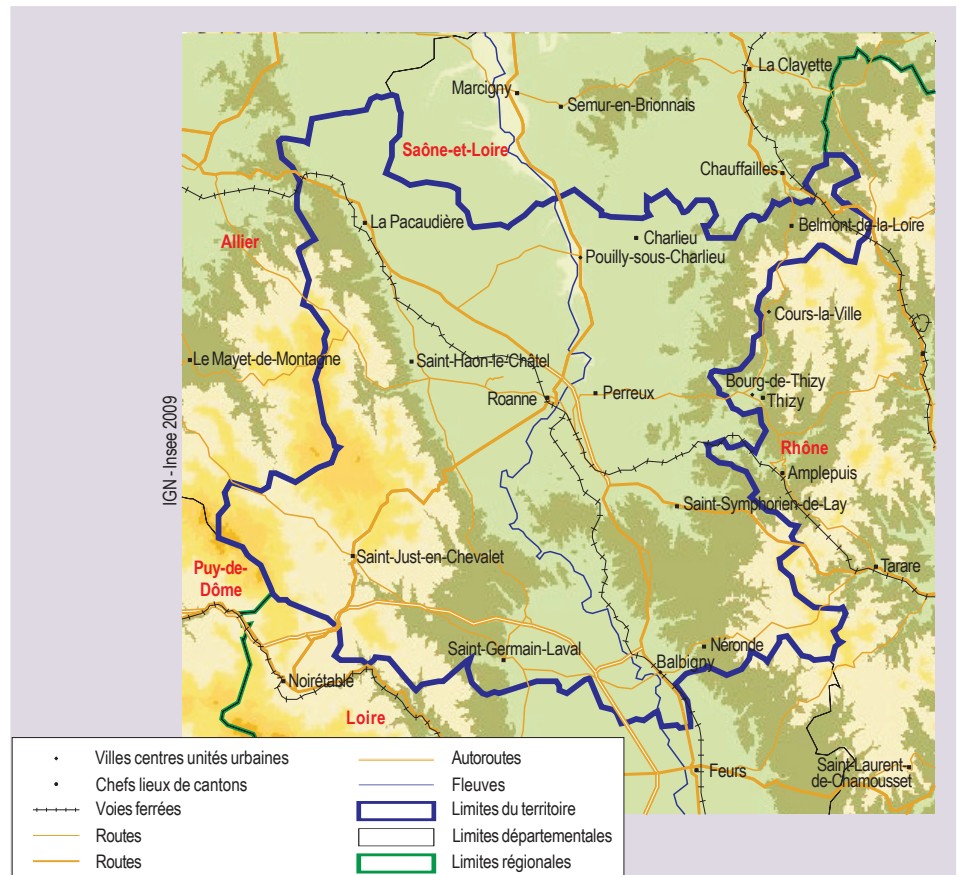 La Clayette
Marcigny
Semur-en-Brionnais
Saône-et-Loire
Chauffailles
La Pacaudière
Belmont-de-la-Loire
Allier
Charlieu
Pouilly-sous-Charlieu
Cours-la-Ville
Le Mayet-de-Montagne
Saint-Haon-le-Châtel
Bourg-de-Thizy
Roanne
Perreux
Thizy
IGN - Insee 2009
Rhône
Amplepuis
Saint-Symphorien-de-Lay
Saint-Just-en-Chevalet
Puy-de-
Dôme
Tarare
Saint-Germain-Laval
Néronde
Balbigny
Noirétable
Loire
Feurs
Saint-Laurent-
de-Chamousset
Villes centres unités urbaines
Chefs lieux de cantons
Voies ferrées
Routes
Routes
Autoroutes
Fleuves
Limites du territoire
Limites départementales
Limites régionales